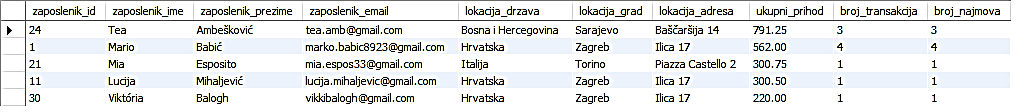 zaposlenik_id zaposlenik_ime zaposlenik_prezime zaposlenik_email lokacija_drzava lokacija_grad lokacija_adresa ukupni_prihod broj_transakcija broj_najmova
24 Tea Ambešković tea.amb@gmail.com Bosna i Hercegovina Sarajevo Baščaršija 14 791.25 3 3
1 Mario Babić marko.babic8923@gmail.com Hrvatska Zagreb Ilica 17 562.00 4 4
21 Mia Esposito mia.espos33@gmail.com Italija Torino Piazza Castello 2 300.75 1 1
11 Lucija Mihaljević lucija.mihaljevic@gmail.com Hrvatska Zagreb Ilica 17 300.50 1 1
30 Viktória Balogh vikkibalogh@gmail.com Hrvatska Zagreb Ilica 17 220.00 1 1